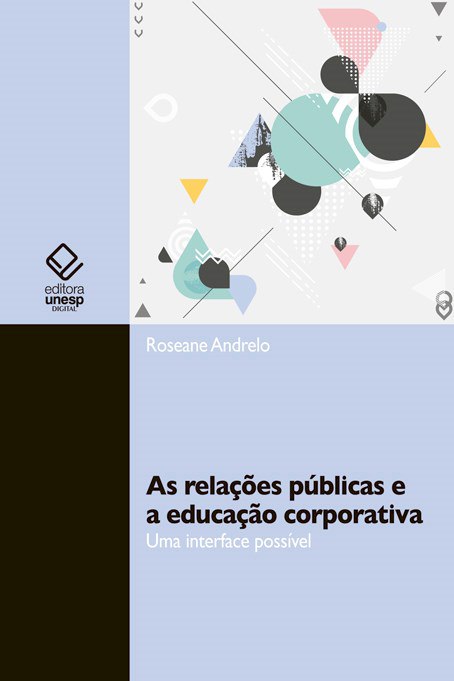 editora
unesp
DIGITAL
Roseane Andrelo
As relações públicas e
a educação corporativa
Uma interface possível